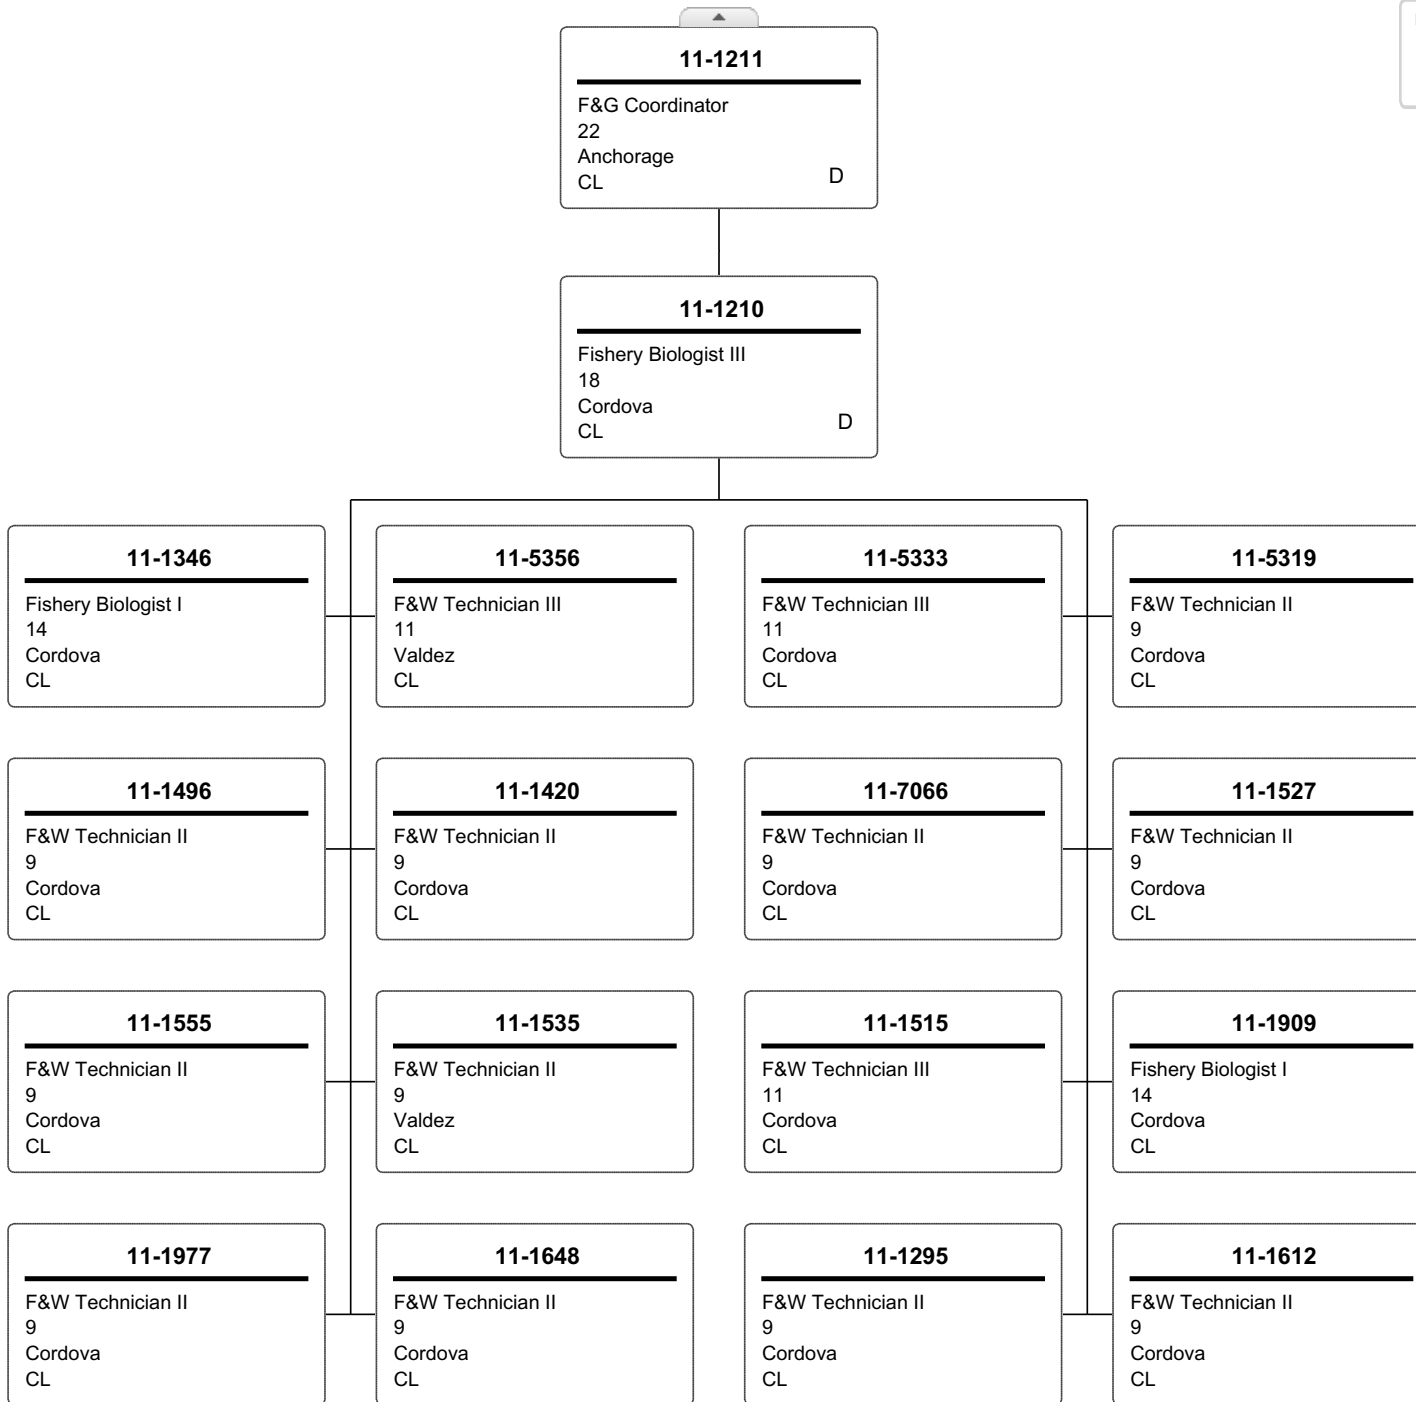 11-1211
F&G Coordinator
22
Anchorage
CL
D
11-1210
Fishery Biologist III
18
Cordova
CL
D
11-1346
Fishery Biologist I
14
Cordova
CL
11-5356
F&W Technician III
11
Valdez
CL
11-5333
F&W Technician III
11
Cordova
CL
11-5319
F&W Technician II
9
Cordova
CL
11-1496
F&W Technician II
9
Cordova
CL
11-1420
F&W Technician II
9
Cordova
CL
11-7066
F&W Technician II
9
Cordova
CL
11-1527
F&W Technician II
9
Cordova
CL
11-1555
F&W Technician II
9
Cordova
CL
11-1535
F&W Technician II
9
Valdez
CL
11-1515
F&W Technician III
11
Cordova
CL
11-1909
Fishery Biologist I
14
Cordova
CL
11-1977
F&W Technician II
9
Cordova
CL
11-1648
F&W Technician II
9
Cordova
CL
11-1295
F&W Technician II
9
Cordova
CL
11-1612
F&W Technician II
9
Cordova
CL